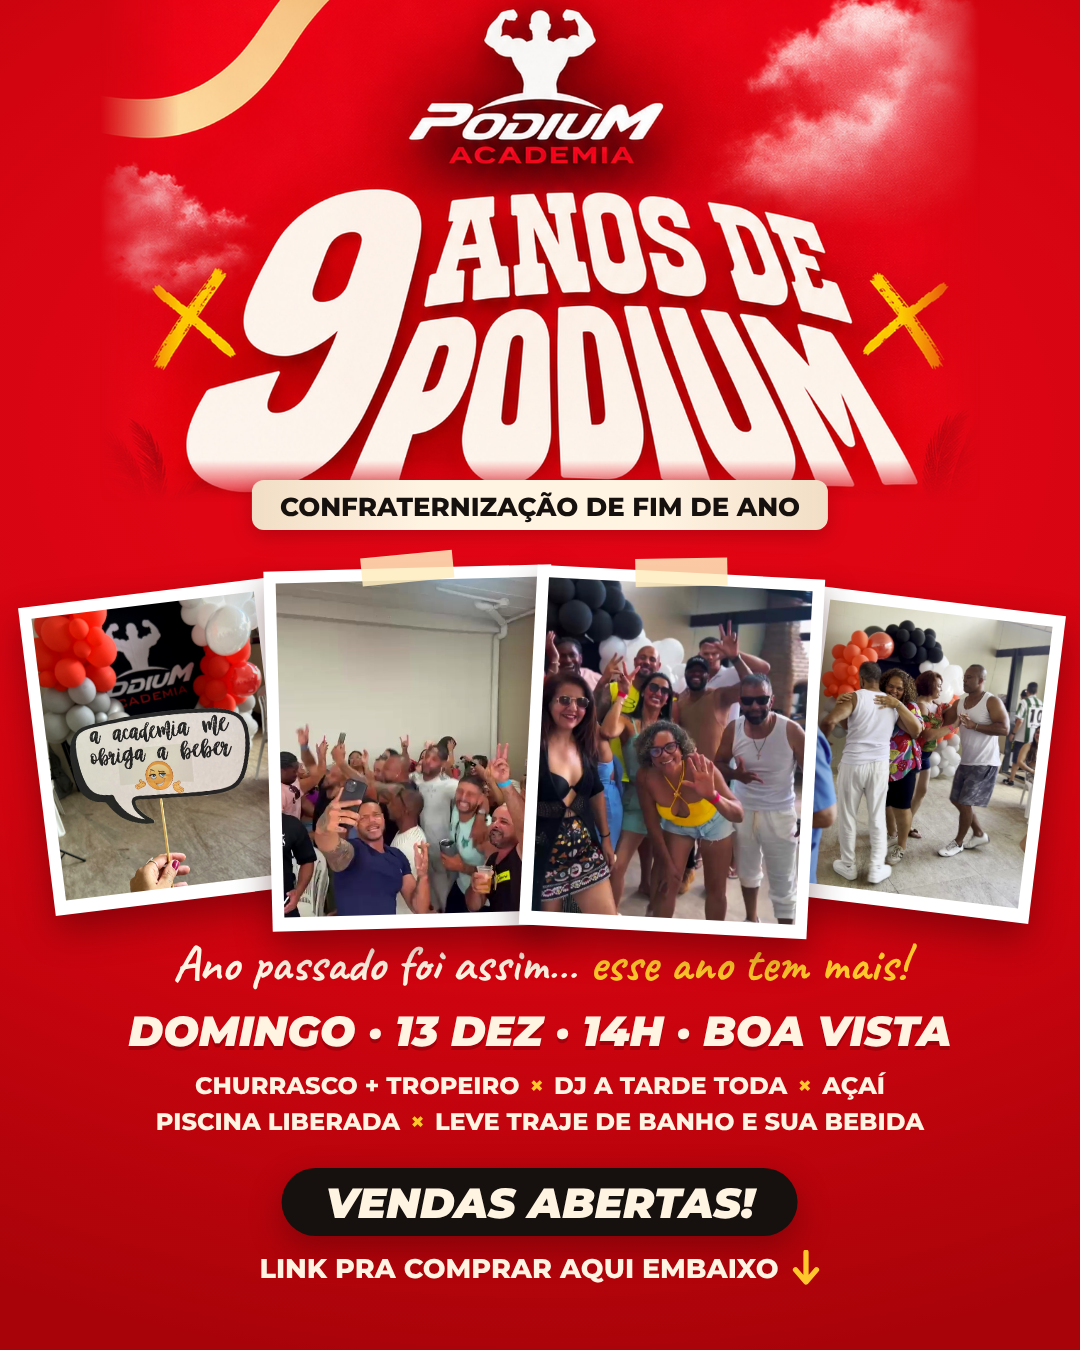 PODIUM
ACADEMIA
9 ANOS DE
PODIUM
CONFRATERNIZAÇÃO DE FIM DE ANO
PODIUM
ACADEMIA
a academia me
obriga a beber
Ano passado foi assim... esse ano tem mais!
DOMINGO • 13 DEZ • 14H • BOA VISTA
CHURRASCO + TROPEIRO × DJ A TARDE TODA × AÇAÍ
PISCINA LIBERADA × LEVE TRAJE DE BANHO E SUA BEBIDA
VENDAS ABERTAS!
LINK PRA COMPRAR AQUI EMBAIXO ↓